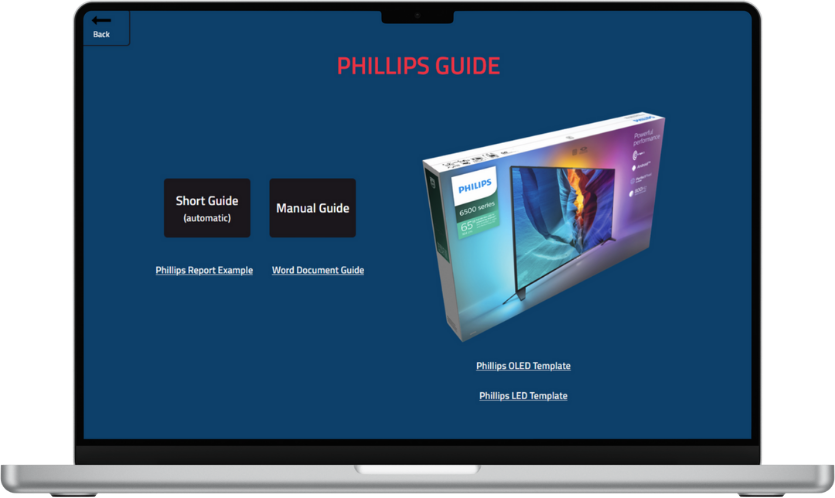 Back
PHILLIPS GUIDE
Short Guide
(automatic)
Manual Guide
Phillips Report Example
Word Document Guide
PHILIPS
6500 series
65"
Powerful
performance
PHILIPS
Phillips OLED Template
Phillips LED Template